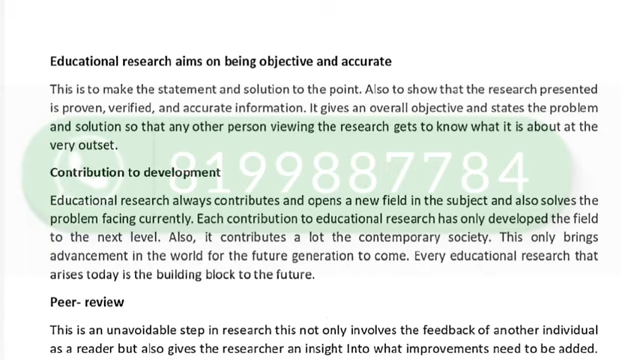 Educational research aims on being objective and accurate
This is to make the statement and solution to the point. Also to show that the research presented
is proven, verified, and accurate information. It gives an overall objective and states the problem
and solution so that any other person viewing the research gets to know what it is about at the
very outset.
8199887784
Contribution to development
Educational research always contributes and opens a new field in the subject and also solves the
problem facing currently. Each contribution to educational research has only developed the field
to the next level. Also, it contributes a lot the contemporary society. This only brings
advancement in the world for the future generation to come. Every educational research that
arises today is the building block to the future.
Peer- review
This is an unavoidable step in research this not only involves the feedback of another individual
as a reader but also gives the researcher an insight Into what improvements need to be added.